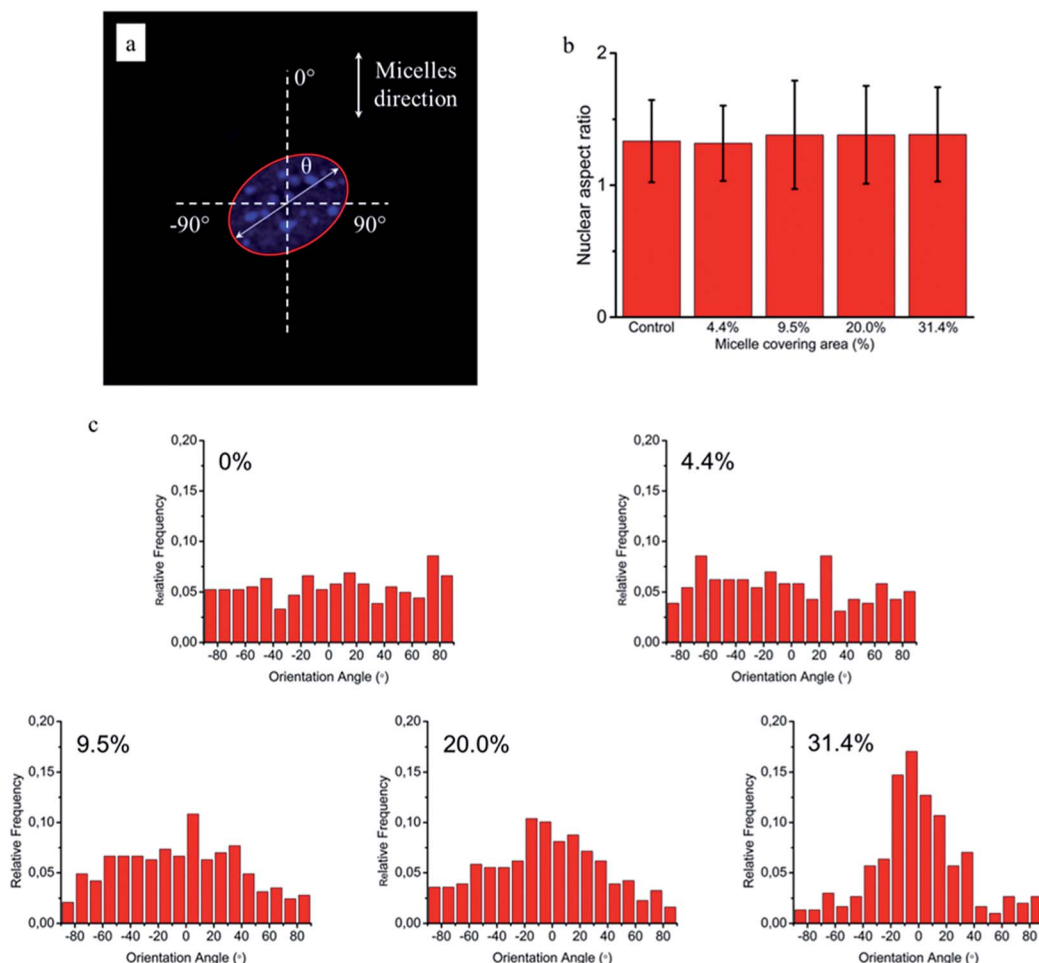 a
0°
Micelles
direction
θ
-90°
90°
b
2
1
0
Nuclear aspect ratio
Control 4.4% 9.5% 20.0% 31.4%
Micelle covering area (%)
c
0%
0,20
0,15
0,10
0,05
0,00
Relative Frequency
-80 -60 -40 -20 0 20 40 60 80
Orientation Angle (°)
4.4%
0,20
0,15
0,10
0,05
0,00
Relative Frequency
-80 -60 -40 -20 0 20 40 60 80
Orientation Angle (°)
9.5%
0,20
0,15
0,10
0,05
0,00
Relative Frequency
-80 -60 -40 -20 0 20 40 60 80
Orientation Angle (°)
20.0%
0,20
0,15
0,10
0,05
0,00
Relative Frequency
-80 -60 -40 -20 0 20 40 60 80
Orientation Angle (°)
31.4%
0,20
0,15
0,10
0,05
0,00
Relative Frequency
-80 -60 -40 -20 0 20 40 60 80
Orientation Angle (°)